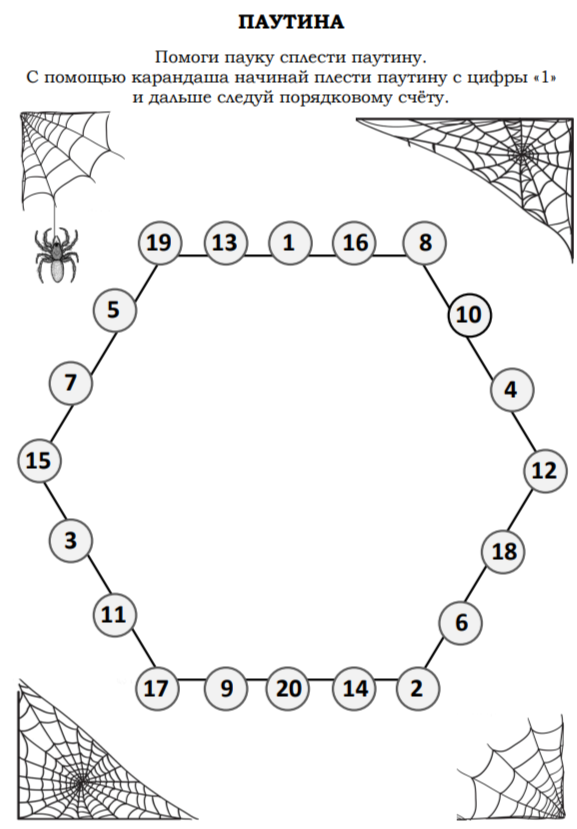 ПАУТИНА
Помоги пауку сплести паутину.
С помощью карандаша начинай плести паутину с цифры «1»
и дальше следуй порядковому счёту.
19 13 1 16 8
5 10
7 4
15 12
3 18
11 6
17 9 20 14 2